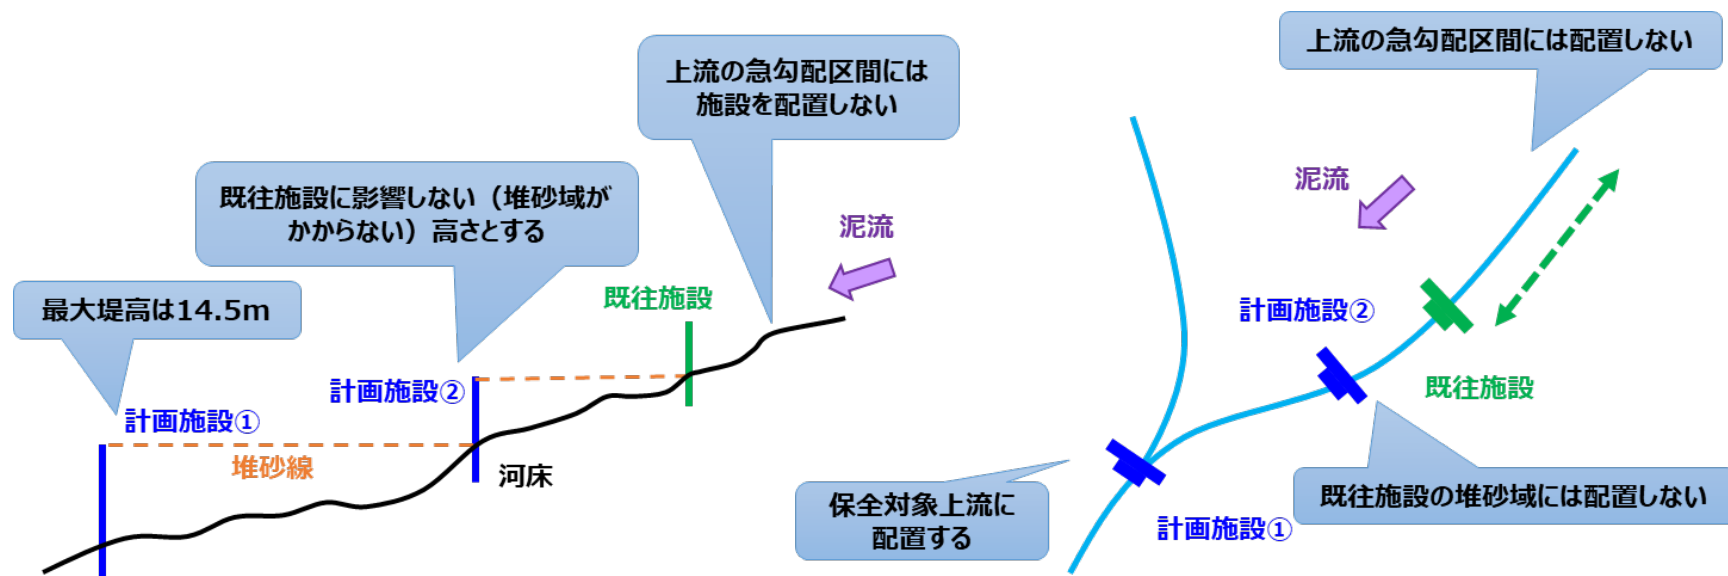 上流の急勾配区間には
施設を配置しない
既往施設に影響しない（堆砂域が
かからない）高さとする
泥流
既往施設
最大堤高は14.5m
計画施設②
計画施設①
堆砂線
河床
上流の急勾配区間には配置しない
泥流
計画施設②
既往施設
既往施設の堆砂域には配置しない
保全対象上流に
配置する
計画施設①